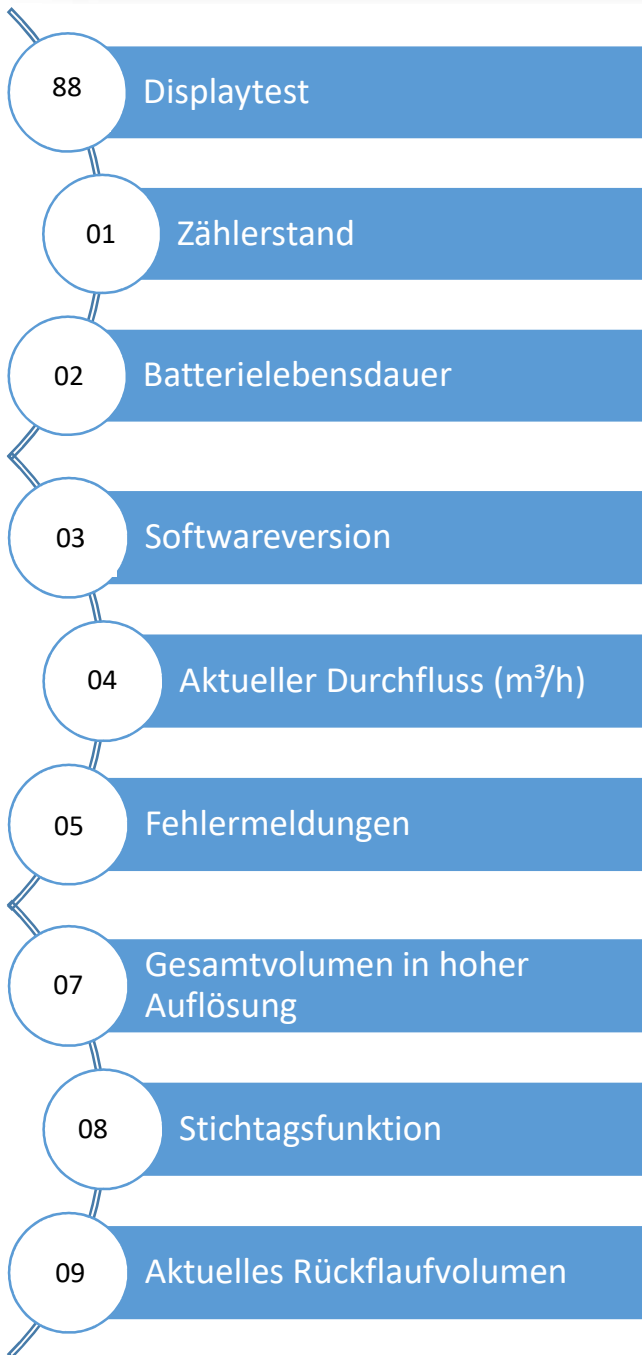 88
Displaytest
01
Zählerstand
02
Batterielebensdauer
03
Softwareversion
04
Aktueller Durchfluss (m³/h)
05
Fehlermeldungen
07
Gesamtvolumen in hoher
Auflösung
08
Stichtagsfunktion
09
Aktuelles Rückflaufvolumen